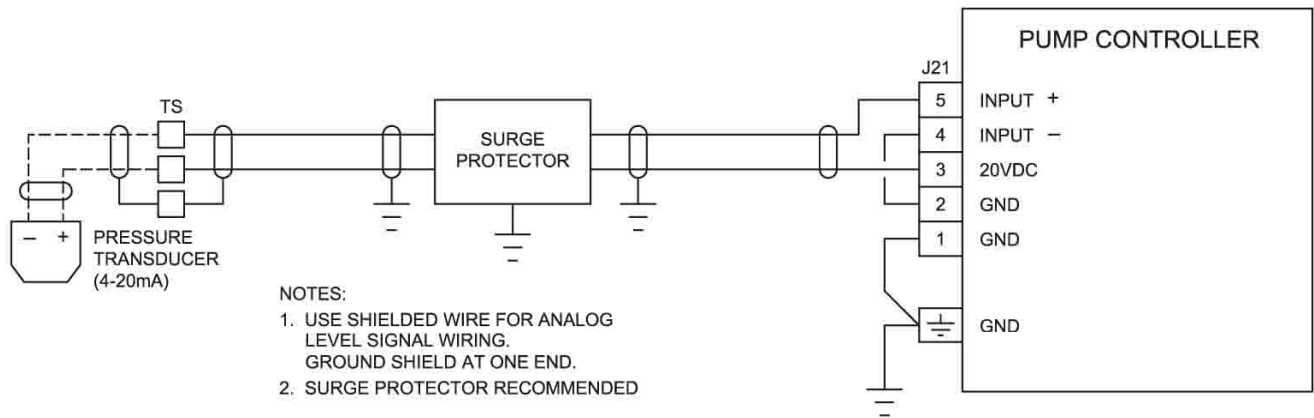 PUMP CONTROLLER
J21
5 INPUT +
4 INPUT −
3 20VDC
2 GND
1 GND
GND
TS
SURGE
PROTECTOR
− +
PRESSURE
TRANSDUCER
(4-20mA)
NOTES:
1. USE SHIELDED WIRE FOR ANALOG
LEVEL SIGNAL WIRING.
GROUND SHIELD AT ONE END.
2. SURGE PROTECTOR RECOMMENDED